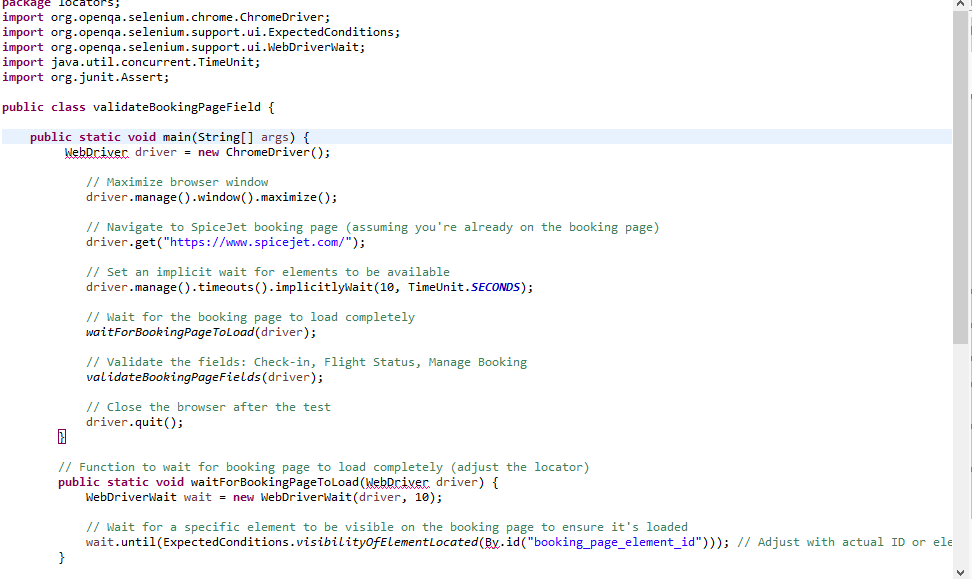 package locators;
import org.openqa.selenium.chrome.ChromeDriver;
import org.openqa.selenium.support.ui.ExpectedConditions;
import org.openqa.selenium.support.ui.WebDriverWait;
import java.util.concurrent.TimeUnit;
import org.junit.Assert;
public class validateBookingPageField {
public static void main(String[] args) {
WebDriver driver = new ChromeDriver();
// Maximize browser window
driver.manage().window().maximize();
// Navigate to SpiceJet booking page (assuming you're already on the booking page)
driver.get("https://www.spicejet.com/");
// Set an implicit wait for elements to be available
driver.manage().timeouts().implicitlyWait(10, TimeUnit.SECONDS);
// Wait for the booking page to load completely
waitForBookingPageToLoad(driver);
// Validate the fields: Check-in, Flight Status, Manage Booking
validateBookingPageFields(driver);
// Close the browser after the test
driver.quit();
}
// Function to wait for booking page to load completely (adjust the locator)
public static void waitForBookingPageToLoad(WebDriver driver) {
WebDriverWait wait = new WebDriverWait(driver, 10);
// Wait for a specific element to be visible on the booking page to ensure it's loaded
wait.until(ExpectedConditions.visibilityOfElementLocated(By.id("booking_page_element_id"))); // Adjust with actual ID or ele
}